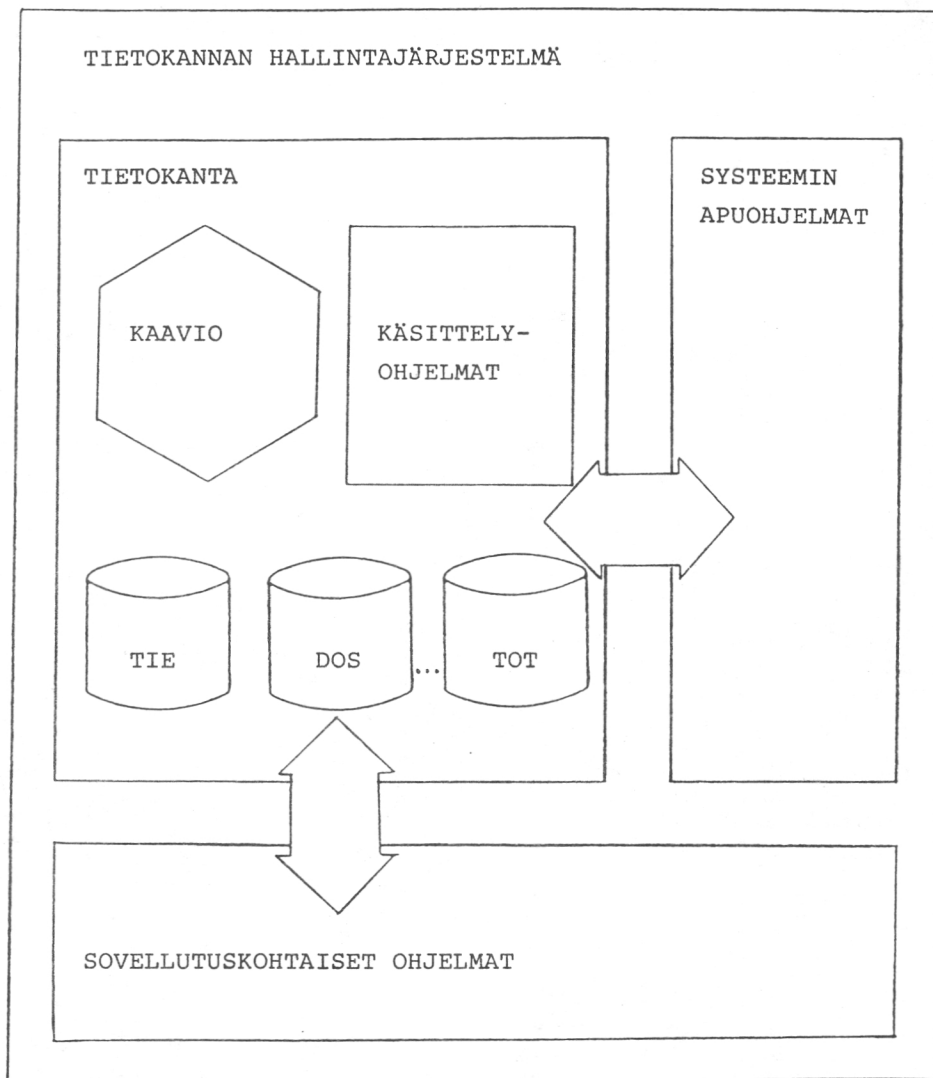 TIETOKANNAN HALLINTAJÄRJESTELMÄ
TIETOKANTA
SYSTEEMIN
APUOHJELMAT
KAAVIO
KÄSITTELY-
OHJELMAT
TIE
DOS
...
TOT
SOVELLUTUSKOHTAISET OHJELMAT